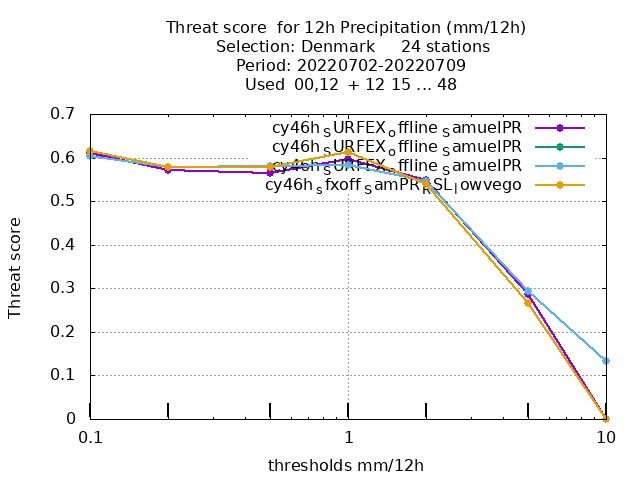 Threat score  for 12h Precipitation (mm/12h)
Selection: Denmark     24 stations
Period: 20220702-20220709
Used  00,12  + 12 15 ... 48
cy46h_SURFEX_offline_SamuelPR
cy46h_SURFEX_offline_SamuelPR
cy46h_SURFEX_offline_SamuelPR
cy46h_sfxoff_SamPR_RSL_lowvego
0.7
0.6
0.5
0.4
0.3
0.2
0.1
0
Threat score
0.1 1 10
thresholds mm/12h